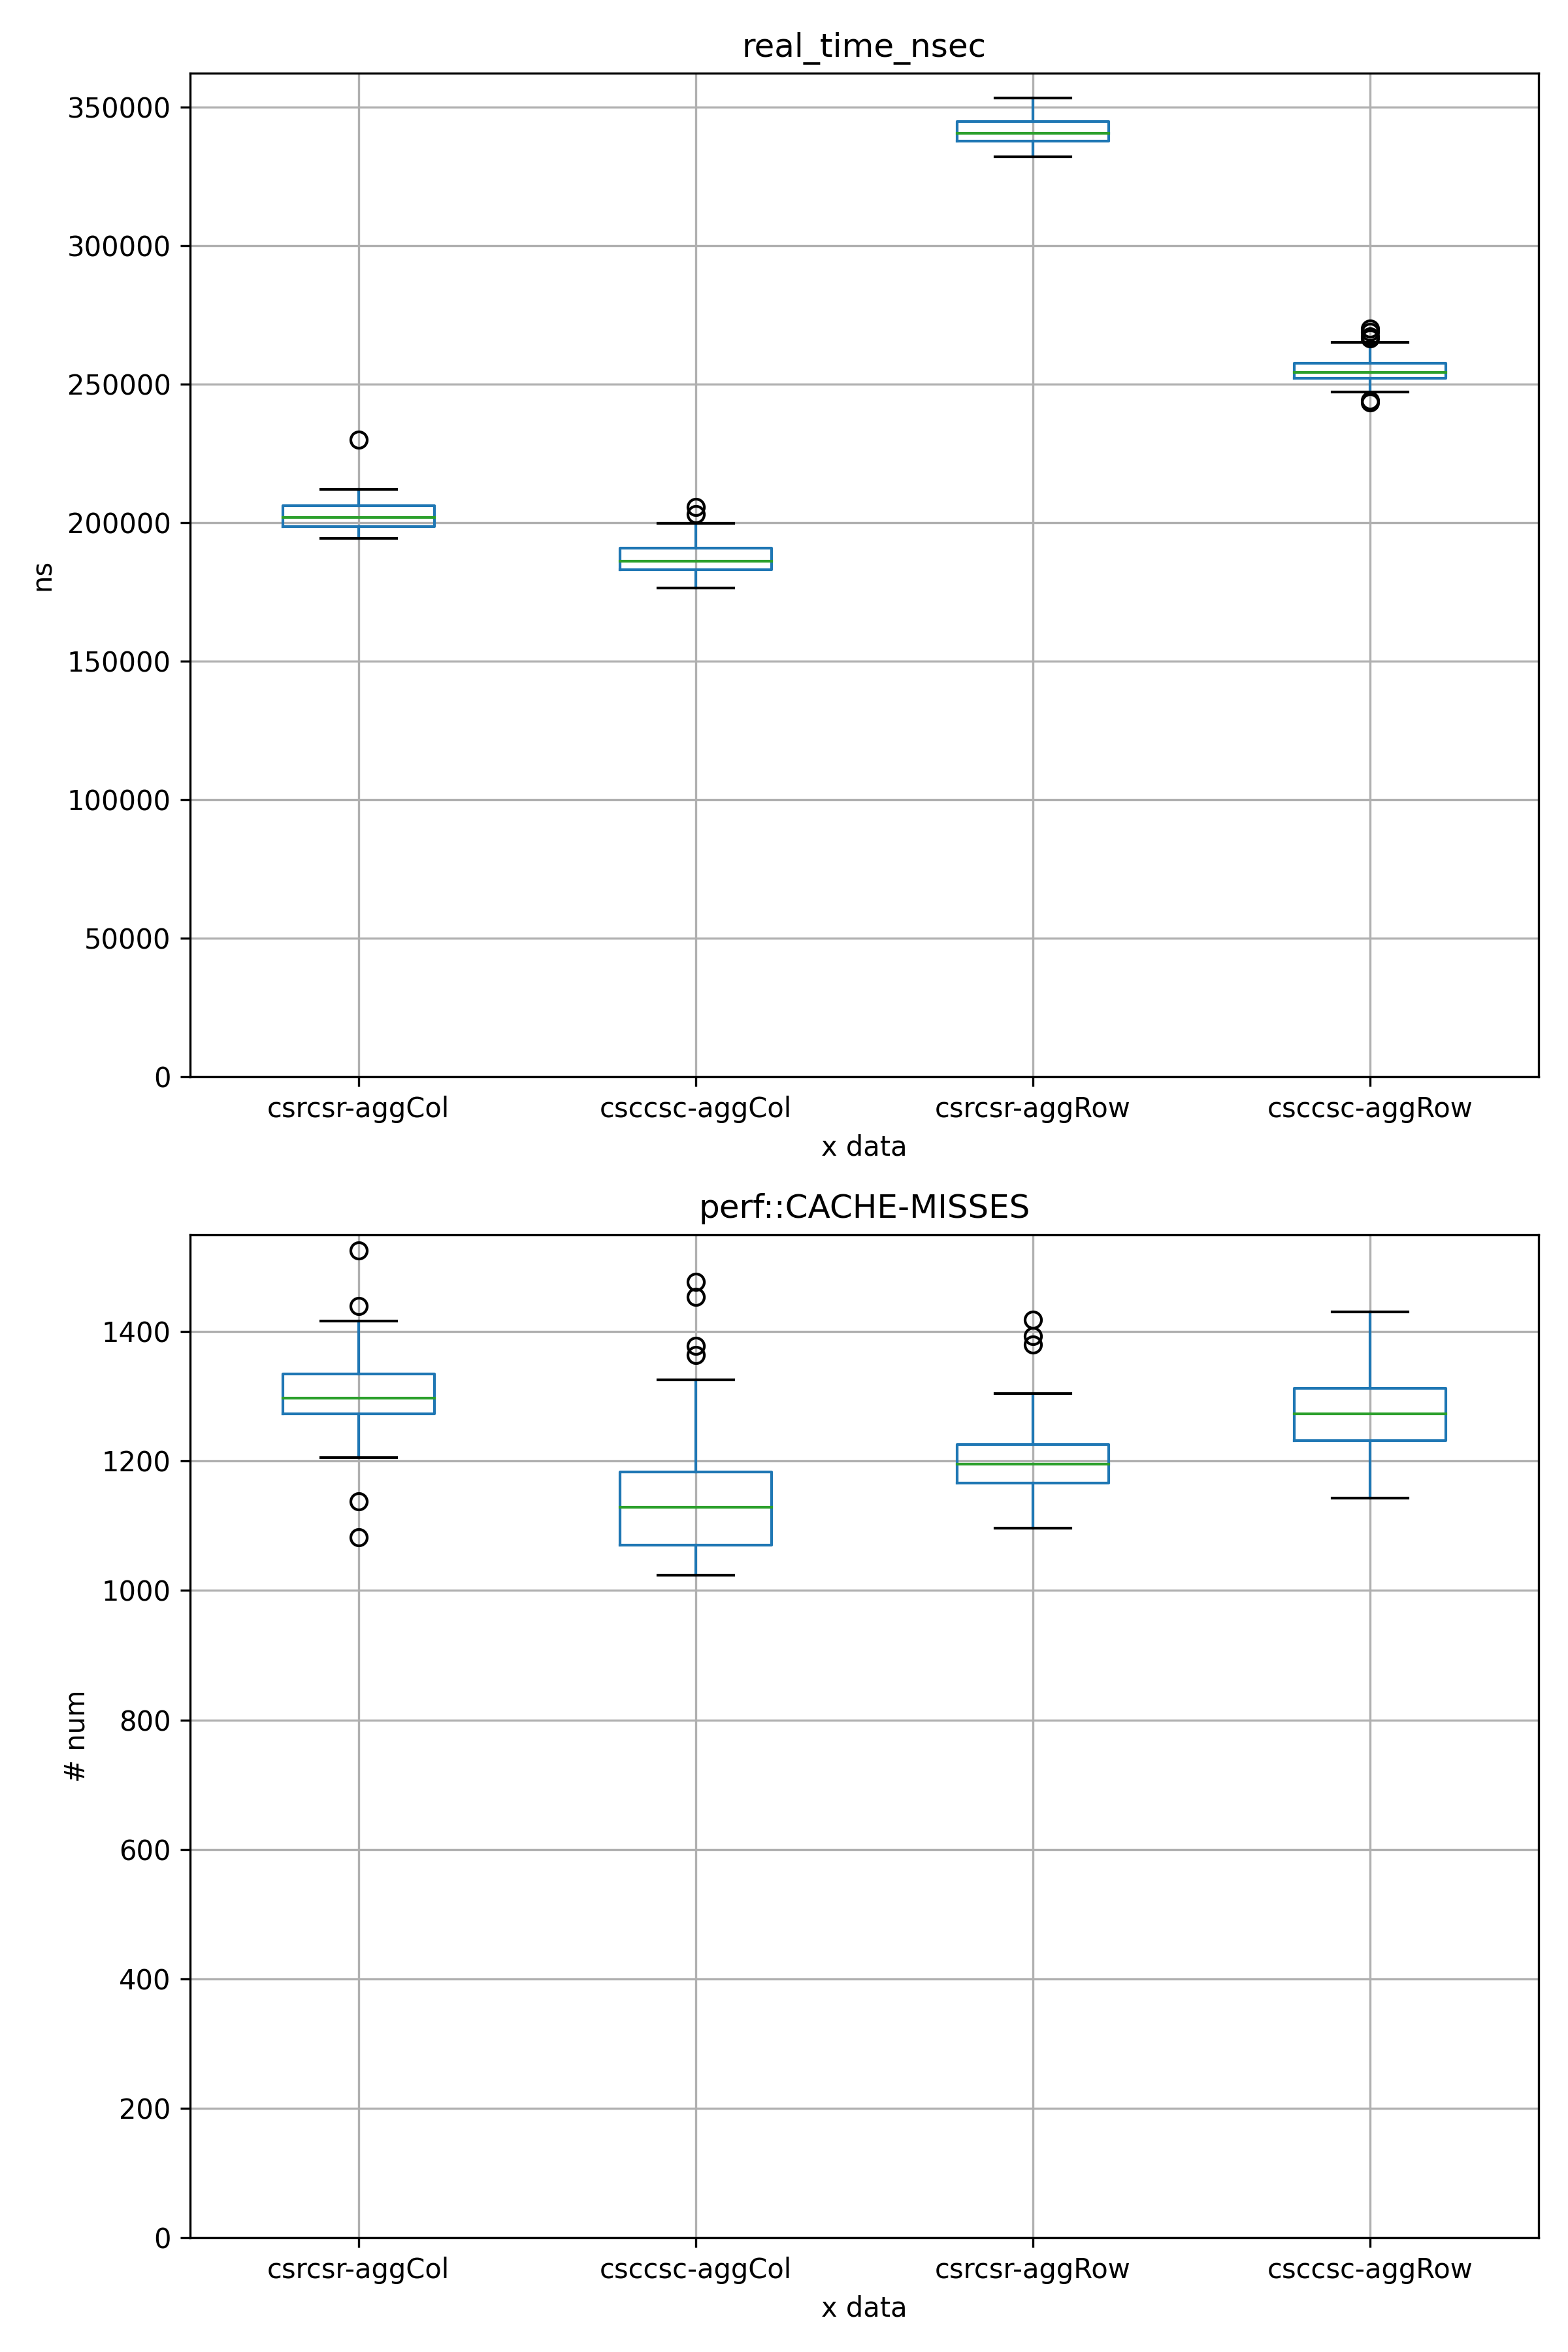 real_time_nsec
350000
300000
250000
200000
150000
100000
50000
0
ns
csrcsr-aggCol csccsc-aggCol csrcsr-aggRow csccsc-aggRow
x data
perf::CACHE-MISSES
1400
1200
1000
800
600
400
200
0
# num
csrcsr-aggCol csccsc-aggCol csrcsr-aggRow csccsc-aggRow
x data